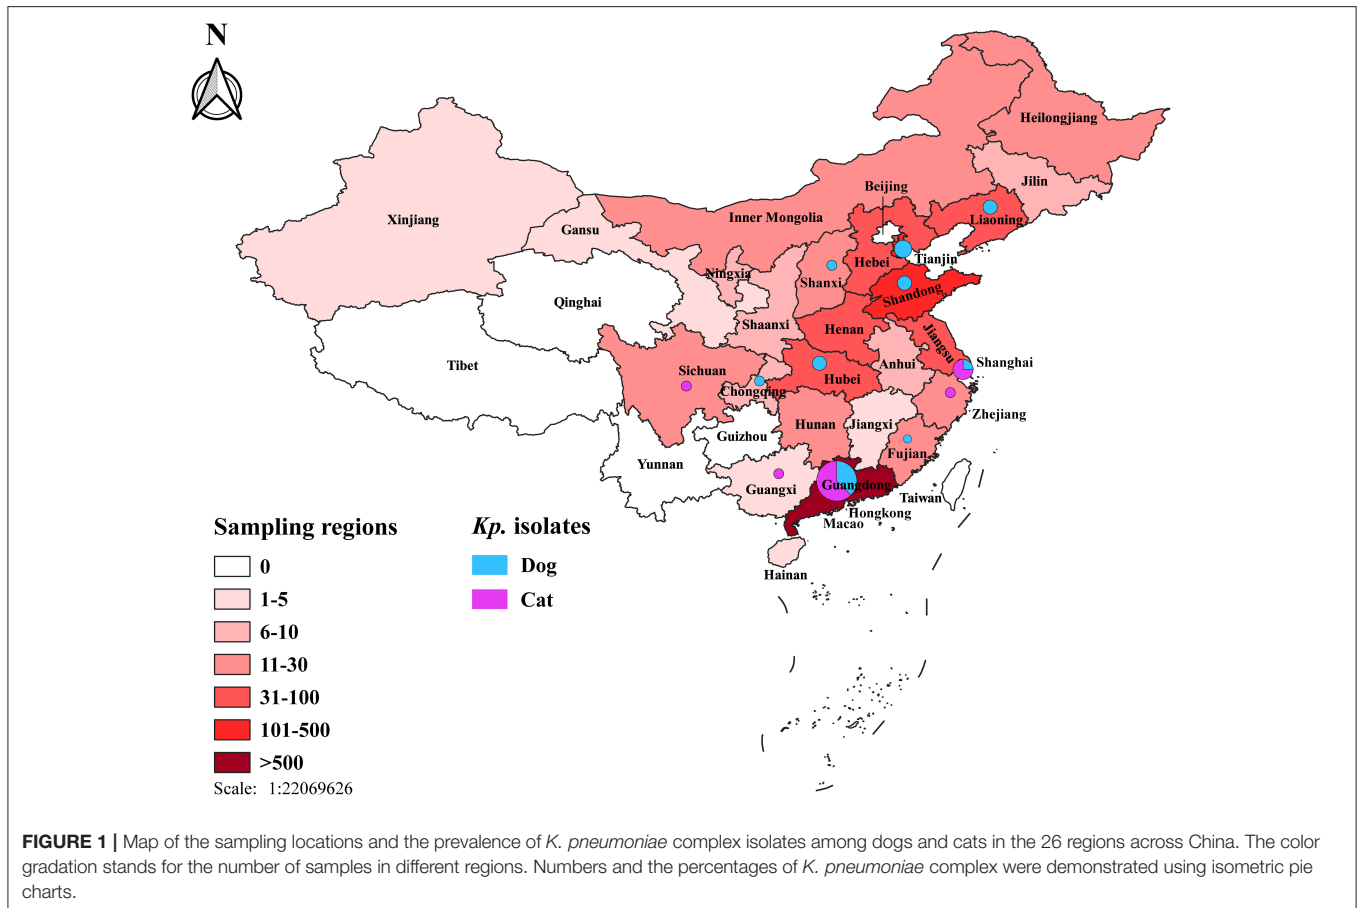 N
Heilongjiang
Jilin
Beijing
Liaoning
Inner Mongolia
Xinjiang
Gansu
Hebei
Tianjin
Ningxia
Shanxi
Shandong
Qinghai
Shaanxi
Henan
Jiangsu
Tibet
Sichuan
Anhui
Shanghai
Hubei
Chongqing
Zhejiang
Hunan
Jiangxi
Guizhou
Fujian
Yunnan
Guangxi
Guangdong
Taiwan
Hongkong
Macao
Hainan
Sampling regions
0
1-5
6-10
11-30
31-100
101-500
>500
Scale: 1:22069626
Kp. isolates
Dog
Cat
FIGURE 1 | Map of the sampling locations and the prevalence of K. pneumoniae complex isolates among dogs and cats in the 26 regions across China. The color
gradation stands for the number of samples in different regions. Numbers and the percentages of K. pneumoniae complex were demonstrated using isometric pie
charts.